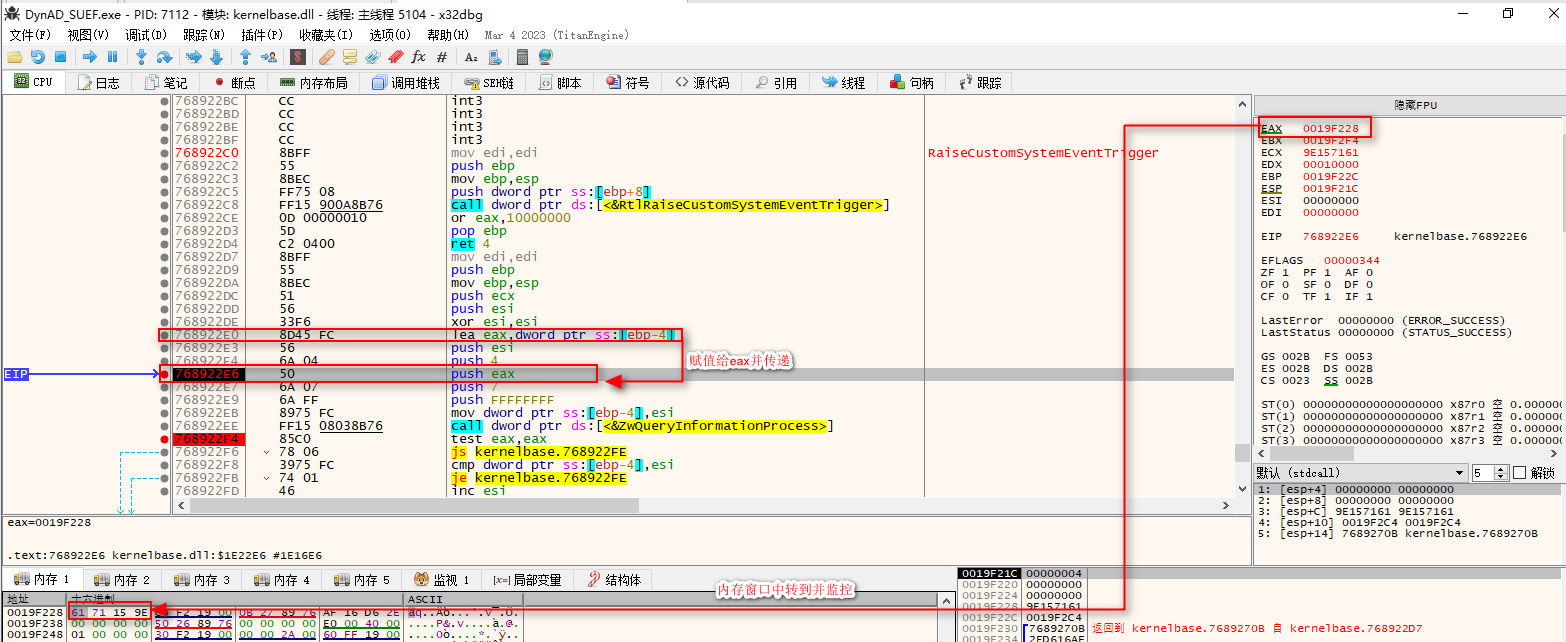 DynAD_SUEF.exe - PID: 7112 - 模块: kernelbase.dll - 线程: 主线程 5104 - x32dbg
文件(F) 视图(V) 调试(D) 跟踪(N) 插件(P) 收藏夹(I) 选项(O) 帮助(H) Mar 4 2023 (TitanEngine)
CPU 日志 笔记 断点 内存布局 调用堆栈 SEH链 脚本 符号 源代码 引用 线程 句柄 跟踪
768922BC CC int3
768922BD CC int3
768922BE CC int3
768922BF CC int3
768922C0 8BFF mov edi,edi RaiseCustomSystemEventTrigger
768922C2 55 push ebp
768922C3 8BEC mov ebp,esp
768922C5 FF75 08 push dword ptr ss:[ebp+8]
768922C8 FF15 900A8B76 call dword ptr ds:[<&RtlRaiseCustomSystemEventTrigger>]
768922CE 0D 00000010 or eax,10000000
768922D3 5D pop ebp
768922D4 C2 0400 ret 4
768922D7 8BFF mov edi,edi
768922D9 55 push ebp
768922DA 8BEC mov ebp,esp
768922DC 51 push ecx
768922DD 56 push esi
768922DE 33F6 xor esi,esi
768922E0 8D45 FC lea eax,dword ptr ss:[ebp-4]
768922E3 56 push esi
768922E4 6A 04 push 4
赋值给eax并传递
EIP 768922E6 50 push eax
768922E7 6A 07 push 7
768922E9 6A FF push FFFFFFFF
768922EB 8975 FC mov dword ptr ss:[ebp-4],esi
768922EE FF15 08038B76 call dword ptr ds:[<&ZwQueryInformationProcess>]
768922F4 85C0 test eax,eax
768922F6 78 06 js kernelbase.768922FE
768922F8 3975 FC cmp dword ptr ss:[ebp-4],esi
768922FB 74 01 je kernelbase.768922FE
768922FD 46 inc esi
隐藏FPU
EAX 0019F228
EBX 0019F2F4
ECX 9E157161
EDX 00010000
EBP 0019F22C
ESP 0019F21C
ESI 00000000
EDI 00000000
EIP 768922E6 kernelbase.768922E6
EFLAGS 00000344
ZF 1 PF 1 AF 0
OF 0 SF 0 DF 0
CF 0 TF 1 IF 1
LastError 00000000 (ERROR_SUCCESS)
LastStatus 00000000 (STATUS_SUCCESS)
GS 002B FS 0053
ES 002B DS 002B
CS 0023 SS 002B
ST(0) 00000000000000000000 x87r0 空 0.00000
ST(1) 00000000000000000000 x87r1 空 0.00000
ST(2) 00000000000000000000 x87r2 空 0.00000
ST(3) 00000000000000000000 x87r3 空 0.00000
默认 (stdcall) 5 解锁
1: [esp+4] 00000000 00000000
2: [esp+8] 00000000 00000000
3: [esp+C] 9E157161 9E157161
4: [esp+10] 0019F2C4 0019F2C4
5: [esp+14] 7689270B kernelbase.7689270B
eax=0019F228
.text:768922E6 kernelbase.dll:$1E22E6 #1E16E6
内存 1 内存 2 内存 3 内存 4 内存 5 监视 1 [x=] 局部变量 结构体
内存窗口中转到并监控
地址 十六进制 ASCII
0019F228 61 71 15 9E C4 F2 19 00 0B 27 89 76 AF 16 D6 2E
0019F238 00 00 00 00 50 26 89 76 00 00 00 00 E0 00 40 00
0019F248 01 00 00 00 30 F2 19 00 00 00 2A 00 60 FF 19 00
0019F21C 00000004
0019F220 00000000
0019F224 00000000
0019F228 9E157161
0019F22C 0019F2C4
0019F230 7689270B 返回到 kernelbase.7689270B 自 kernelbase.768922D7
0019F234 2ED616AF